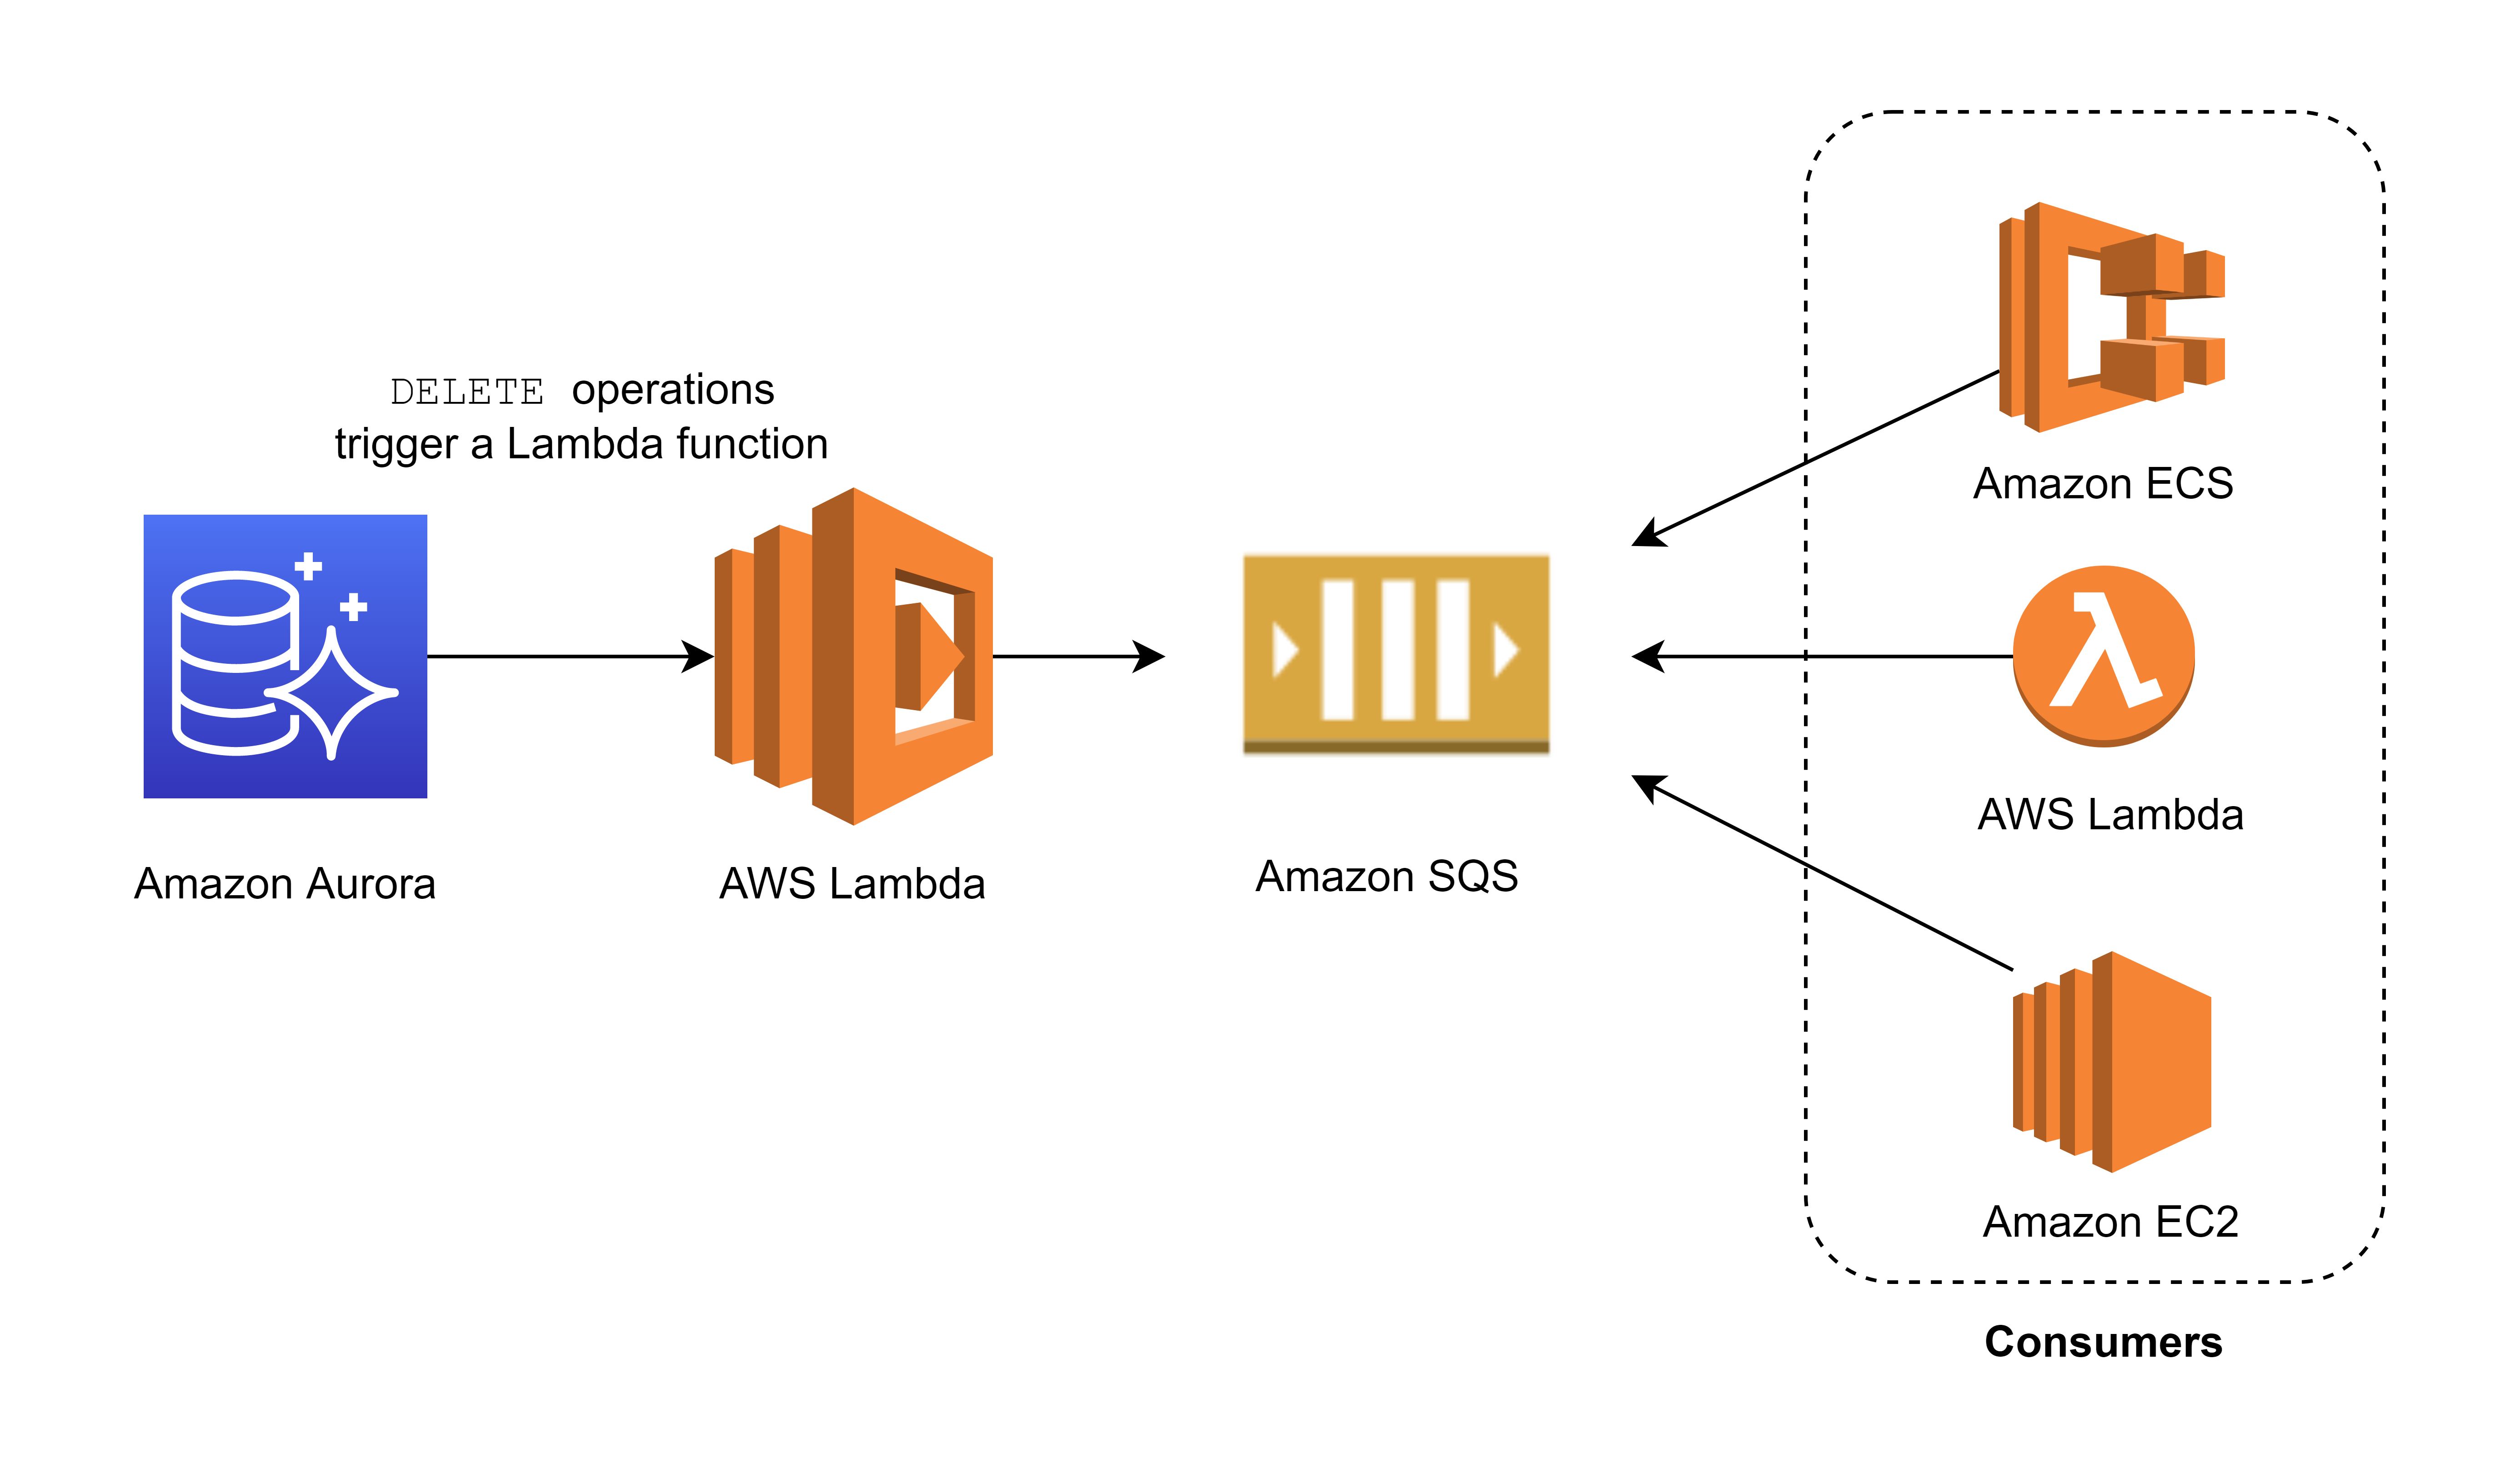 DELETE operations
trigger a Lambda function
Amazon Aurora
AWS Lambda
Amazon SQS
Amazon ECS
AWS Lambda
Amazon EC2
Consumers